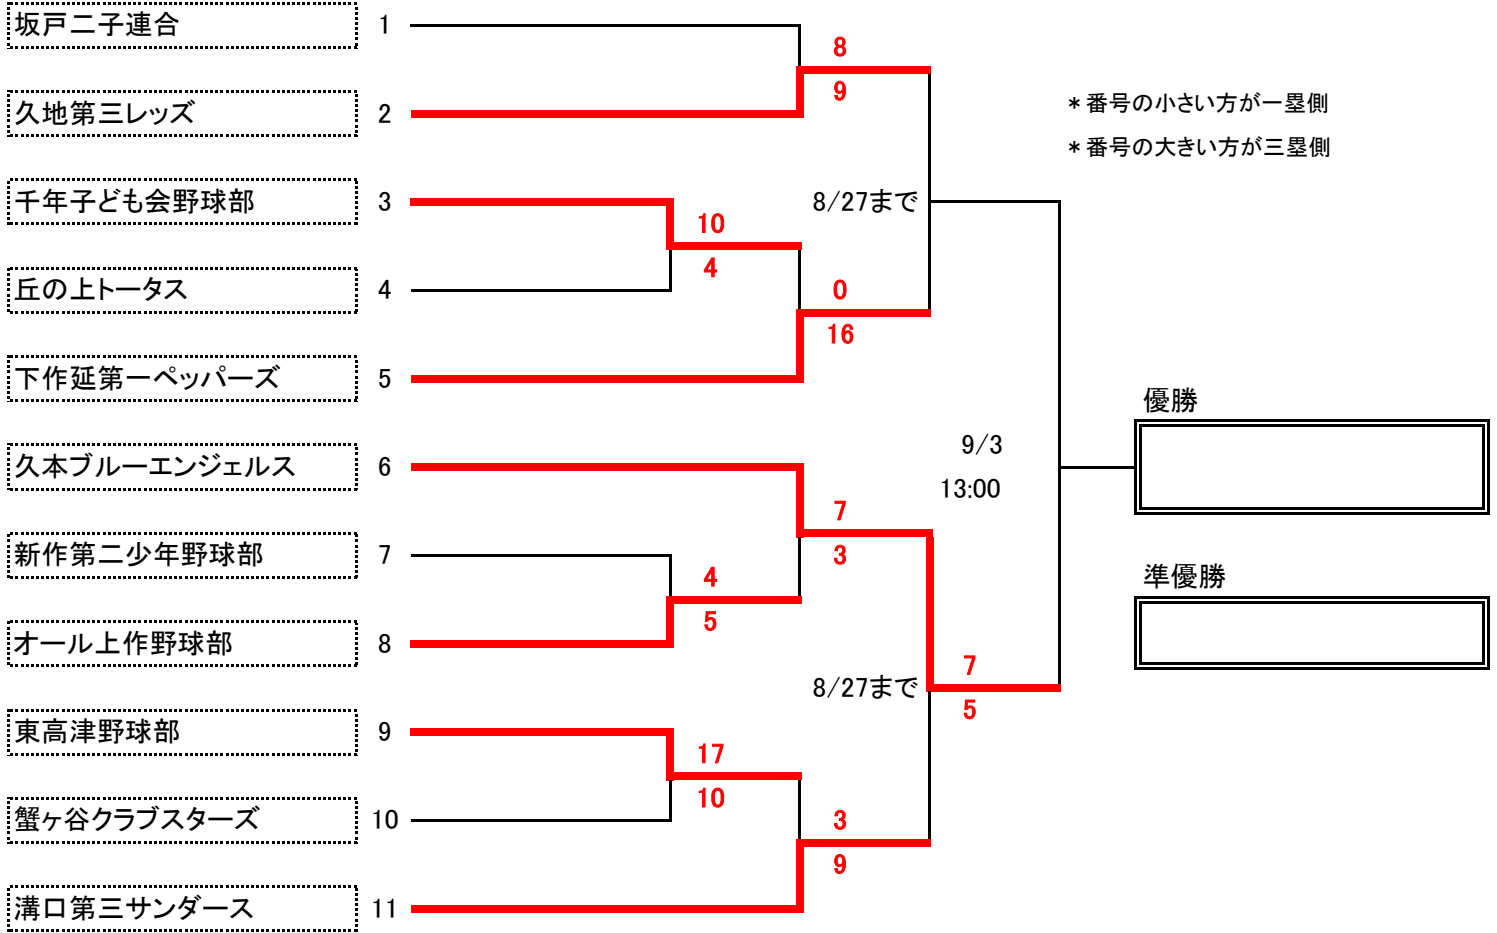 坂戸二子連合 1
8
久地第三レッズ 2
9
＊番号の小さい方が一塁側
＊番号の大きい方が三塁側
千年子ども会野球部 3
8/27まで
10
4
丘の上トータス 4
0
16
下作延第一ペッパーズ 5
優勝
久本ブルーエンジェルス 6
9/3
13:00
7
新作第二少年野球部 7
3
4
5
準優勝
オール上作野球部 8
7
8/27まで
5
東高津野球部 9
17
10
蟹ヶ谷クラブスターズ 10
3
9
溝口第三サンダース 11